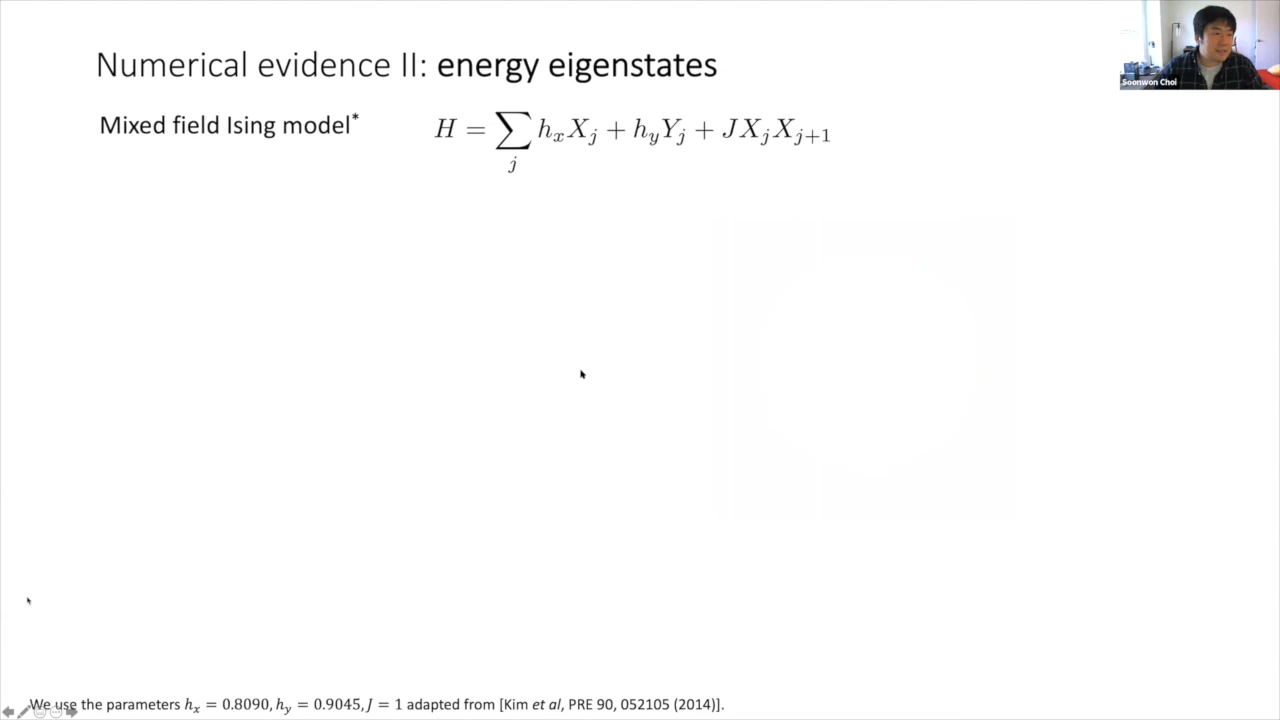 Numerical evidence II: energy eigenstates
Soonwon Choi
Mixed field Ising model* H = ∑_j h_x X_j + h_y Y_j + J X_j X_{j+1}
We use the parameters h_x = 0.8090, h_y = 0.9045, J = 1 adapted from [Kim et al, PRE 90, 052105 (2014)].